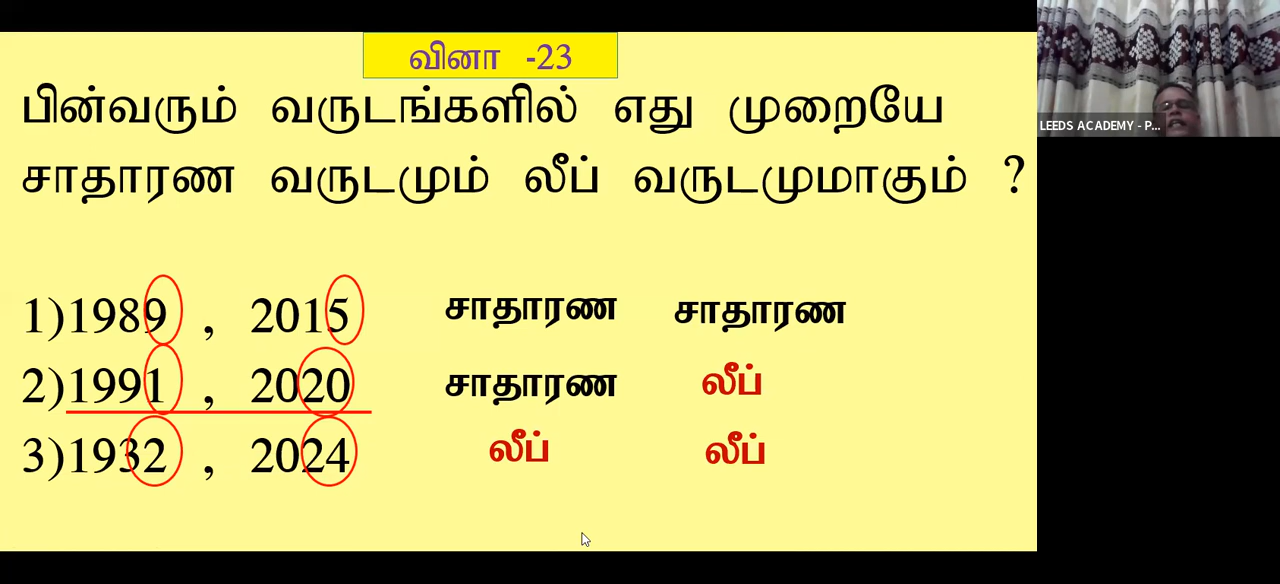 வினா -23
பின்வரும் வருடங்களில் எது முறையே
சாதாரண வருடமும் லீப் வருடமுமாகும் ?
1)1989 , 2015 சாதாரண சாதாரண
2)1991 , 2020 சாதாரண லீப்
3)1932 , 2024 லீப் லீப்
LEEDS ACADEMY - P...